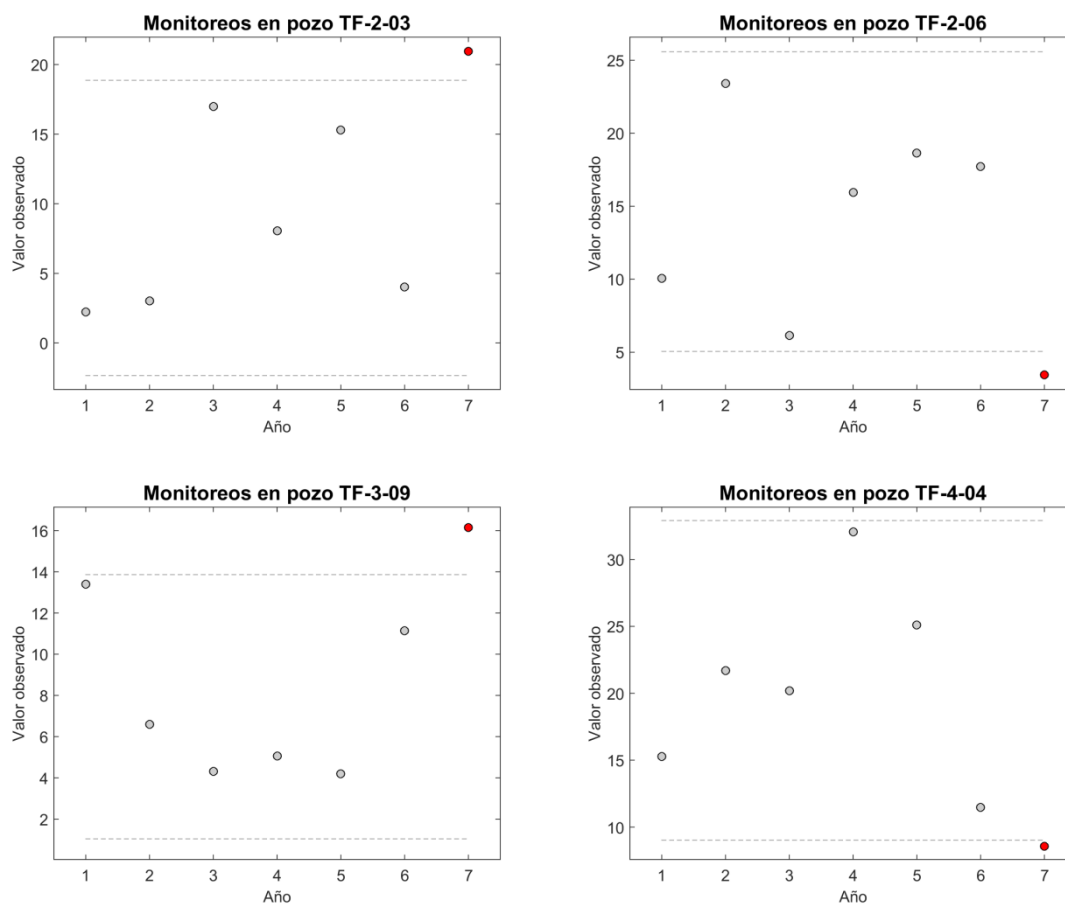 Monitoreos en pozo TF-2-03
20
15
10
5
0
Valor observado
1 2 3 4 5 6 7
Año
Monitoreos en pozo TF-2-06
25
20
15
10
5
Valor observado
1 2 3 4 5 6 7
Año
Monitoreos en pozo TF-3-09
16
14
12
10
8
6
4
2
Valor observado
1 2 3 4 5 6 7
Año
Monitoreos en pozo TF-4-04
30
25
20
15
10
Valor observado
1 2 3 4 5 6 7
Año